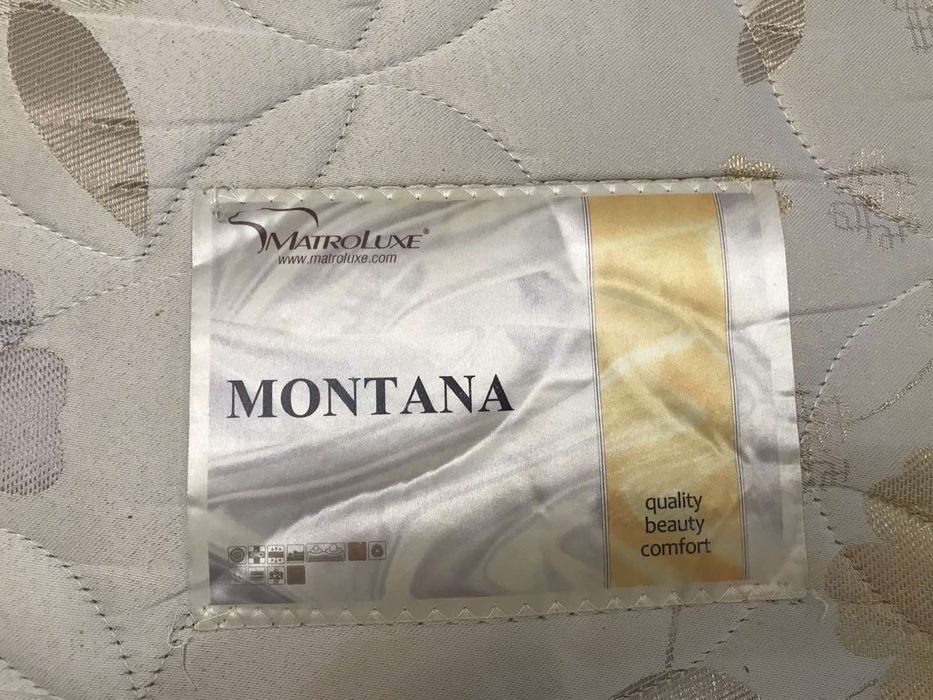 MATROLUXE®
www.matroluxe.com
MONTANA
quality
beauty
comfort